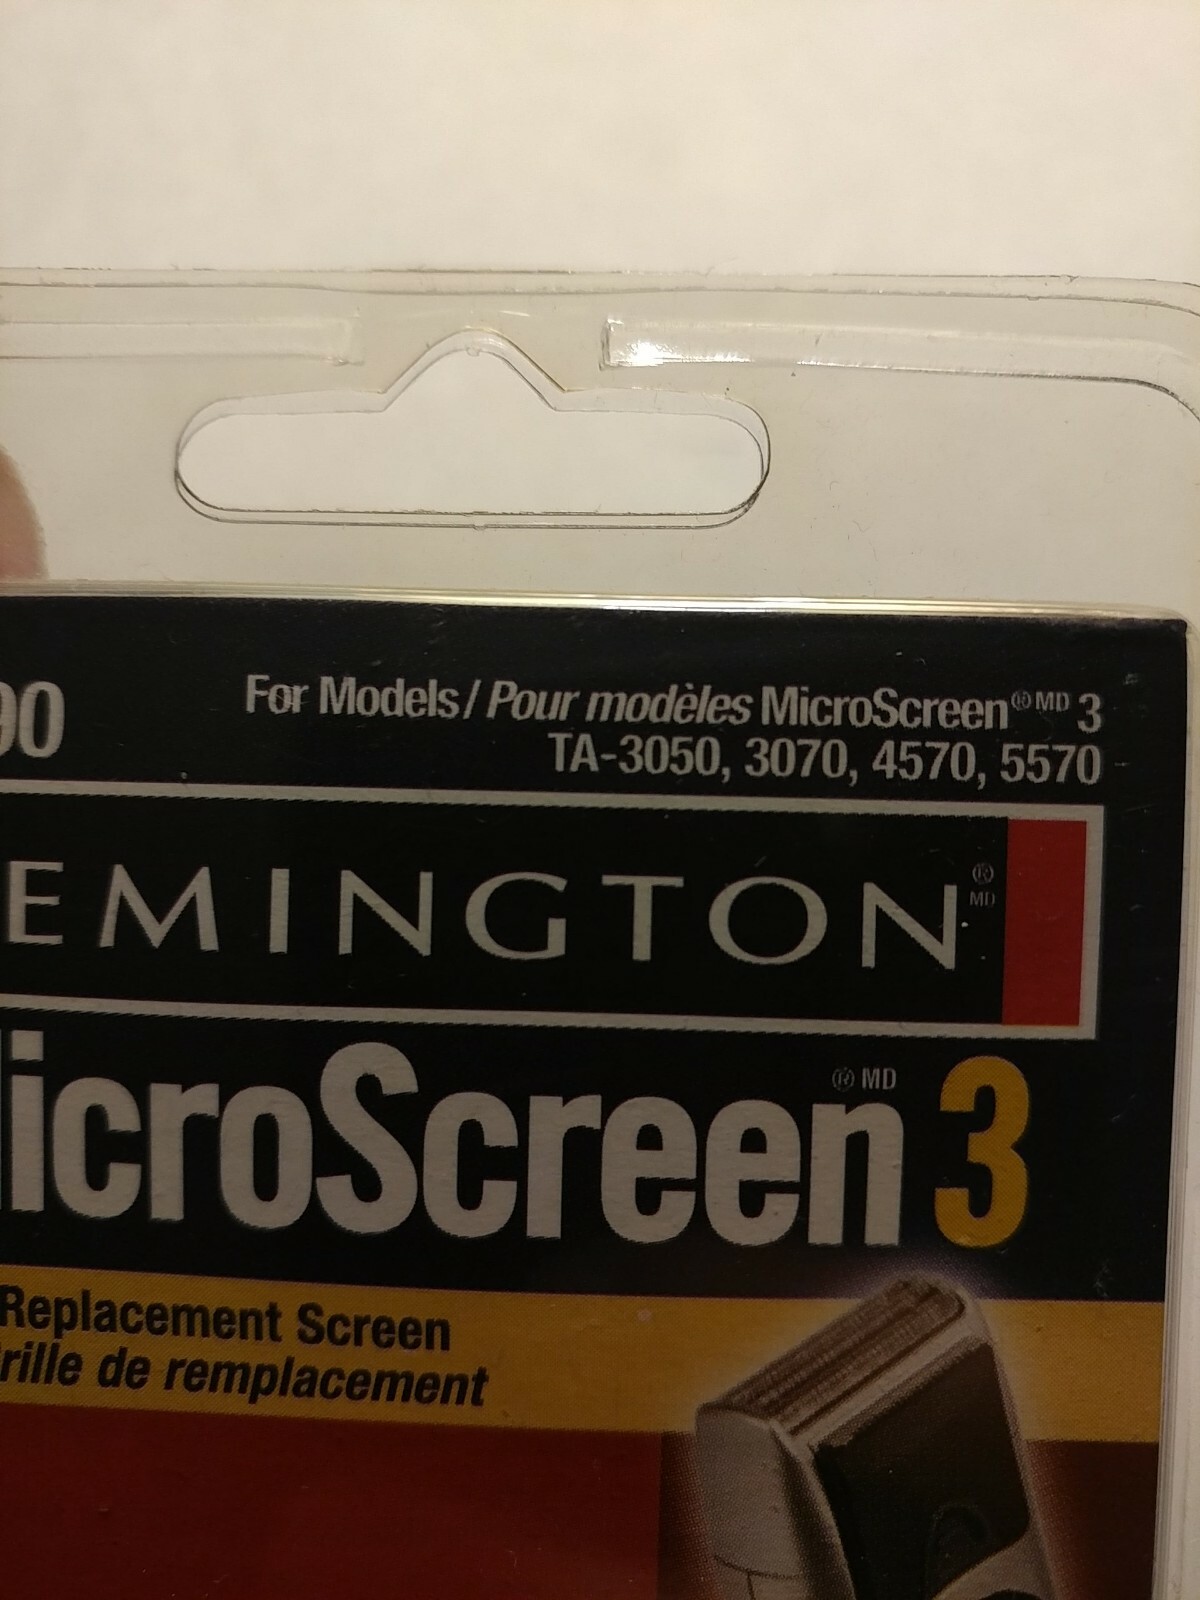 90
For Models / Pour modèles MicroScreen®MD 3
TA-3050, 3070, 4570, 5570
EMINGTON®MD
icroScreen®MD 3
Replacement Screen
rille de remplacement